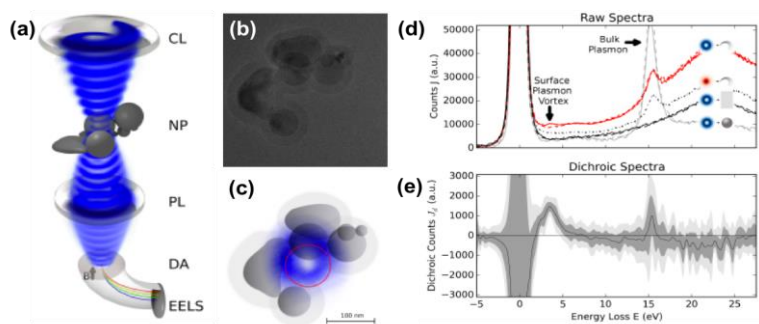 (a)
CL
NP
PL
DA
B
EELS
(b)
(c)
100 nm
(d)
Raw Spectra
Counts J (a.u.)
50000
40000
30000
20000
10000
0
Bulk
Plasmon
Surface
Plasmon
Vortex
(e)
Dichroic Spectra
Dichroic Counts J_d (a.u.)
3000
2000
1000
0
−1000
−2000
−3000
−5
0
5
10
15
20
25
Energy Loss E (eV)